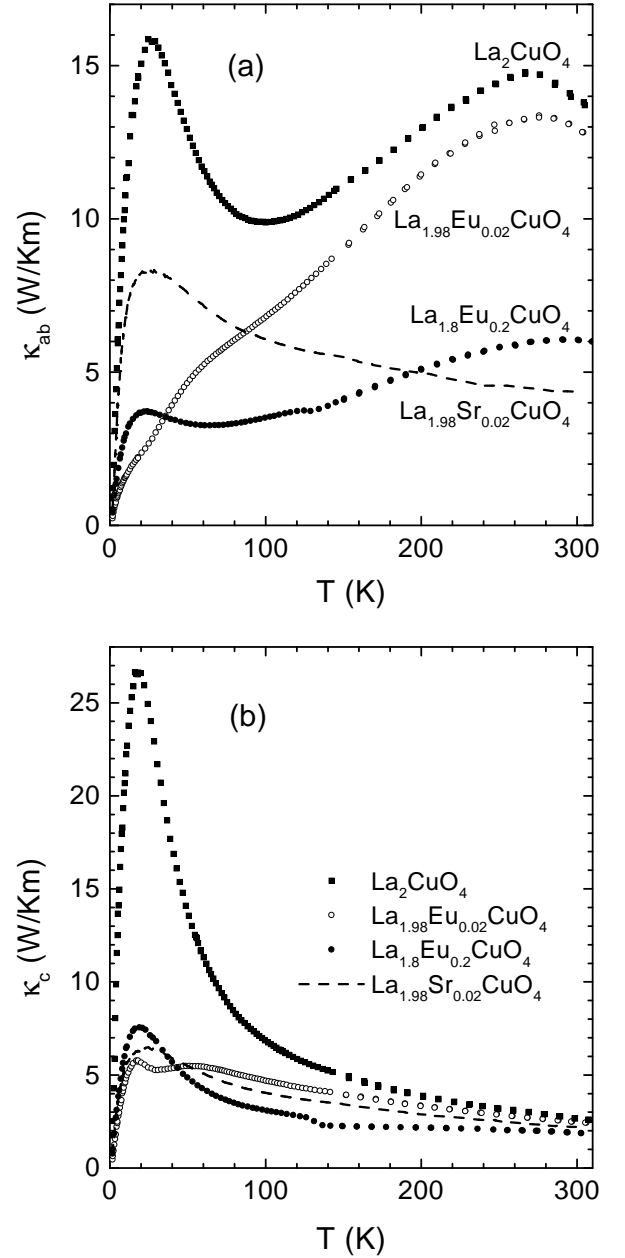 (a)
La₂CuO₄
La₁.₉₈Eu₀.₀₂CuO₄
La₁.₈Eu₀.₂CuO₄
La₁.₉₈Sr₀.₀₂CuO₄
κab (W/Km)
15
10
5
0
0 100 200 300
T (K)
(b)
La₂CuO₄
La₁.₉₈Eu₀.₀₂CuO₄
La₁.₈Eu₀.₂CuO₄
La₁.₉₈Sr₀.₀₂CuO₄
κc (W/Km)
25
20
15
10
5
0
0 100 200 300
T (K)